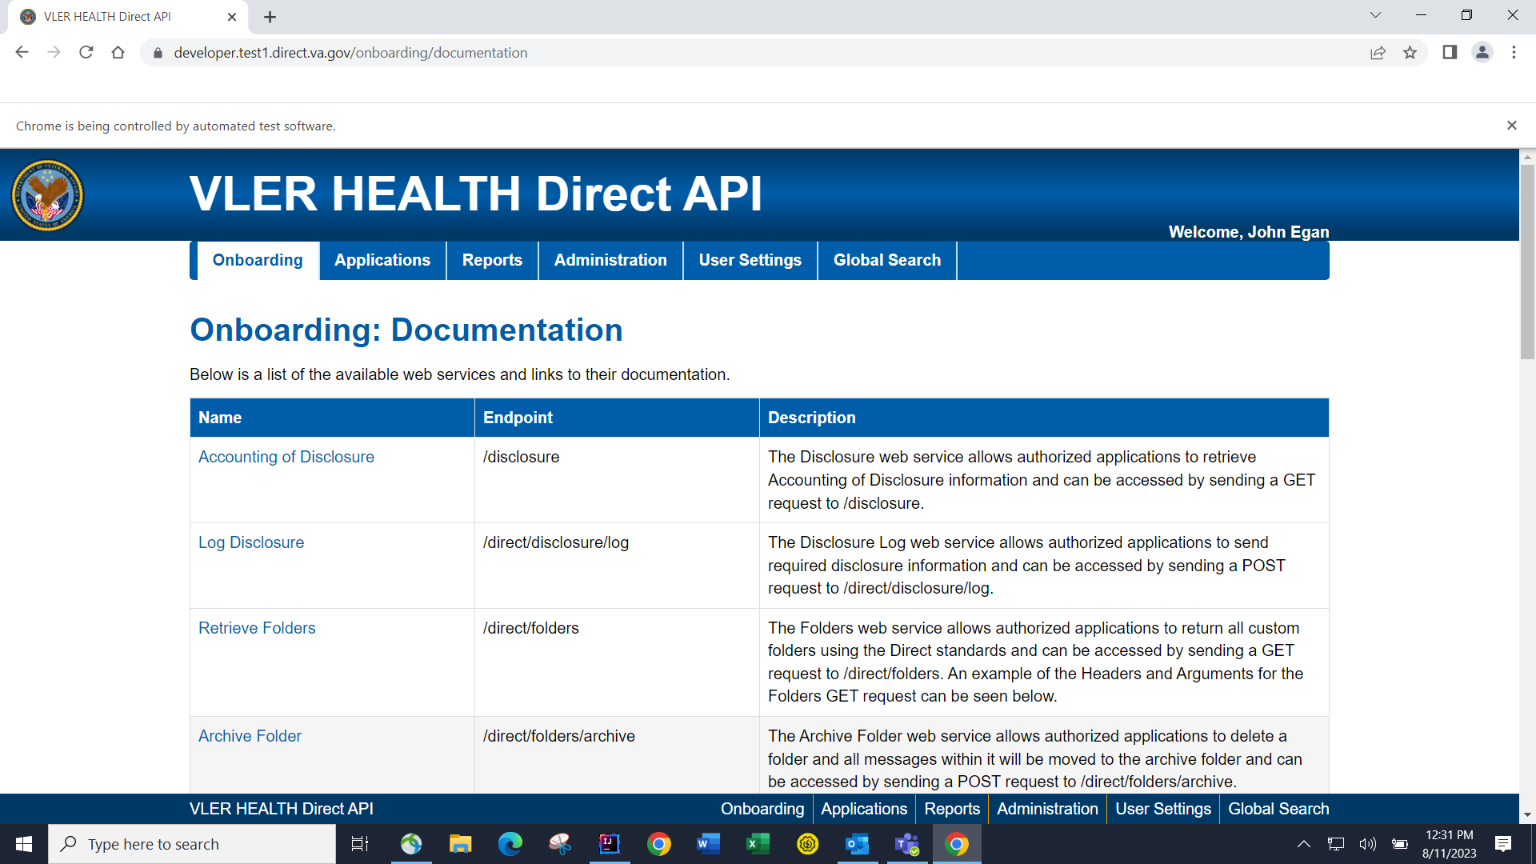 VLER HEALTH Direct API
developer.test1.direct.va.gov/onboarding/documentation
Chrome is being controlled by automated test software.
VLER HEALTH Direct API
Welcome, John Egan
Onboarding
Applications
Reports
Administration
User Settings
Global Search
Onboarding: Documentation
Below is a list of the available web services and links to their documentation.
Name
Endpoint
Description
Accounting of Disclosure
/disclosure
The Disclosure web service allows authorized applications to retrieve
Accounting of Disclosure information and can be accessed by sending a GET
request to /disclosure.
Log Disclosure
/direct/disclosure/log
The Disclosure Log web service allows authorized applications to send
required disclosure information and can be accessed by sending a POST
request to /direct/disclosure/log.
Retrieve Folders
/direct/folders
The Folders web service allows authorized applications to return all custom
folders using the Direct standards and can be accessed by sending a GET
request to /direct/folders. An example of the Headers and Arguments for the
Folders GET request can be seen below.
Archive Folder
/direct/folders/archive
The Archive Folder web service allows authorized applications to delete a
folder and all messages within it will be moved to the archive folder and can
be accessed by sending a POST request to /direct/folders/archive.
VLER HEALTH Direct API
Onboarding
Applications
Reports
Administration
User Settings
Global Search
Type here to search
12:31 PM
8/11/2023